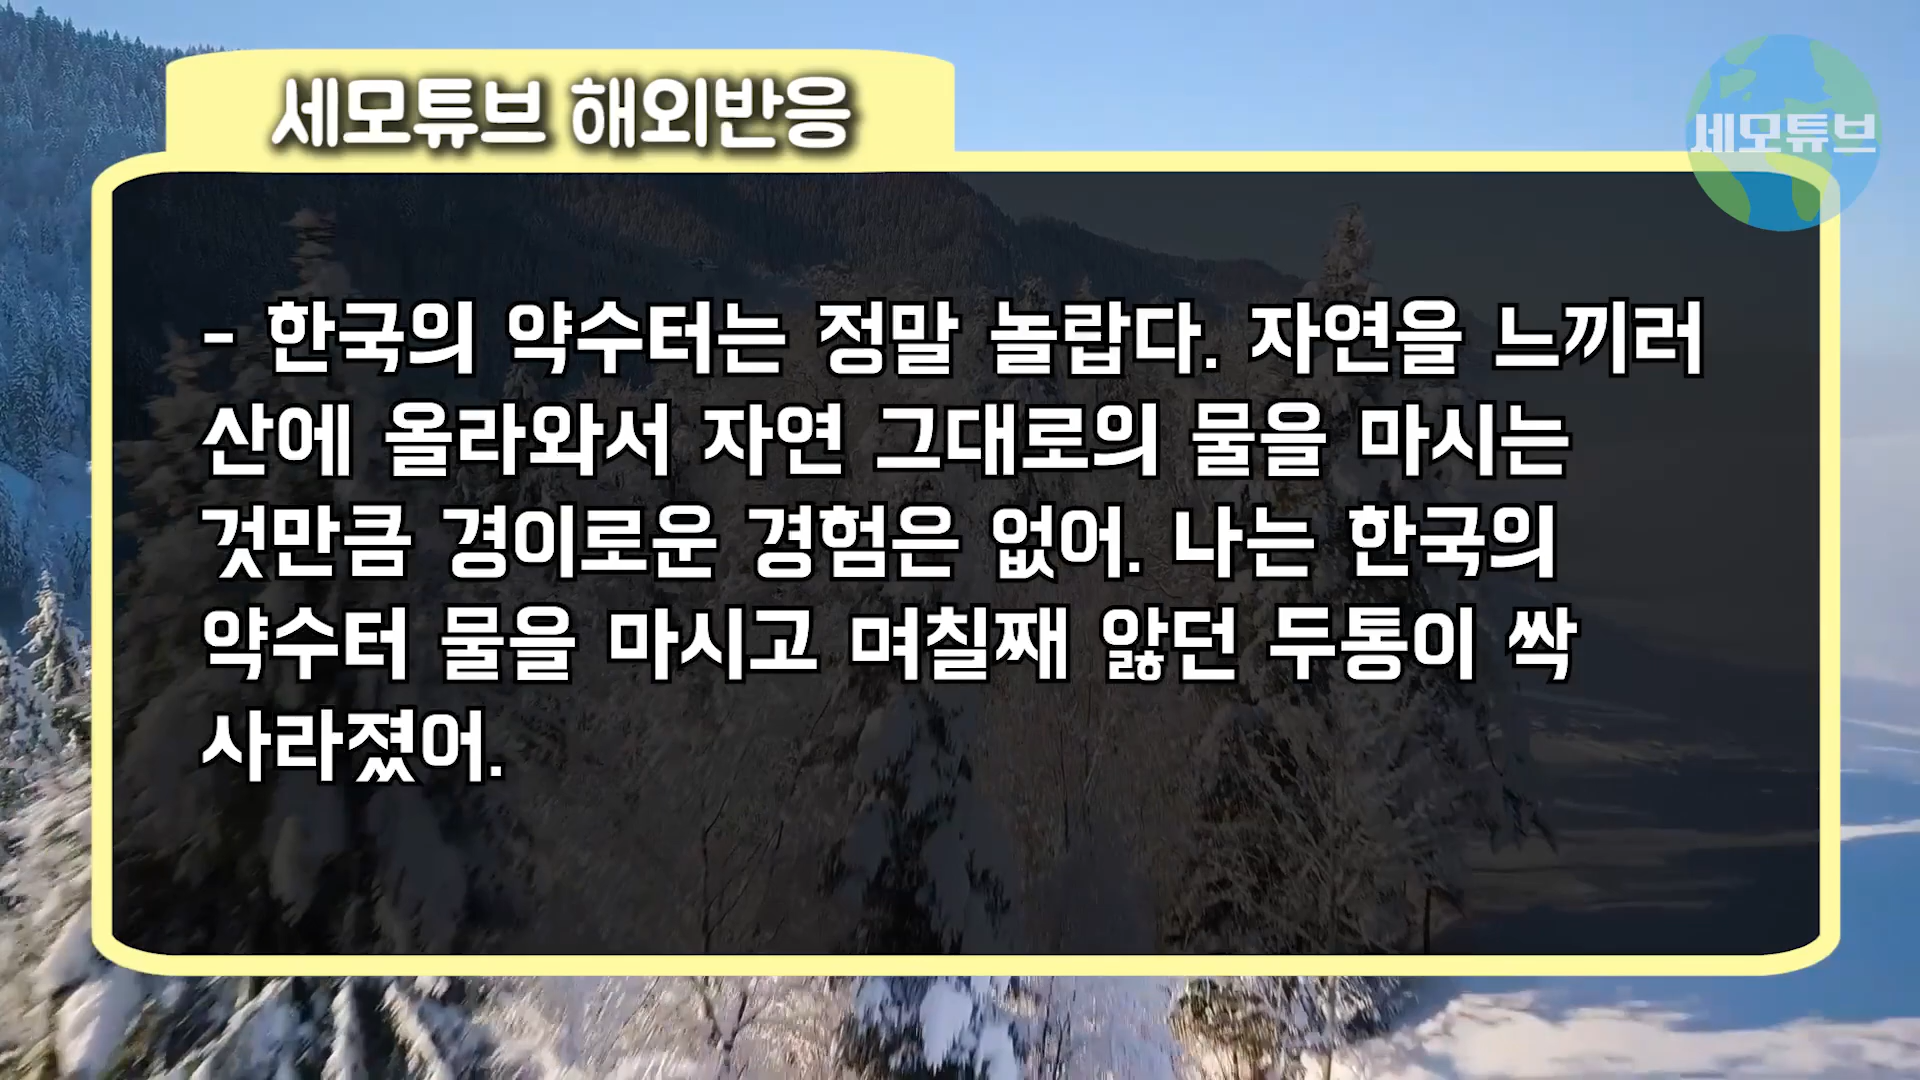 세모튜브 해외반응
세모튜브
- 한국의 약수터는 정말 놀랍다. 자연을 느끼러
산에 올라와서 자연 그대로의 물을 마시는
것만큼 경이로운 경험은 없어. 나는 한국의
약수터 물을 마시고 며칠째 앓던 두통이 싹
사라졌어.